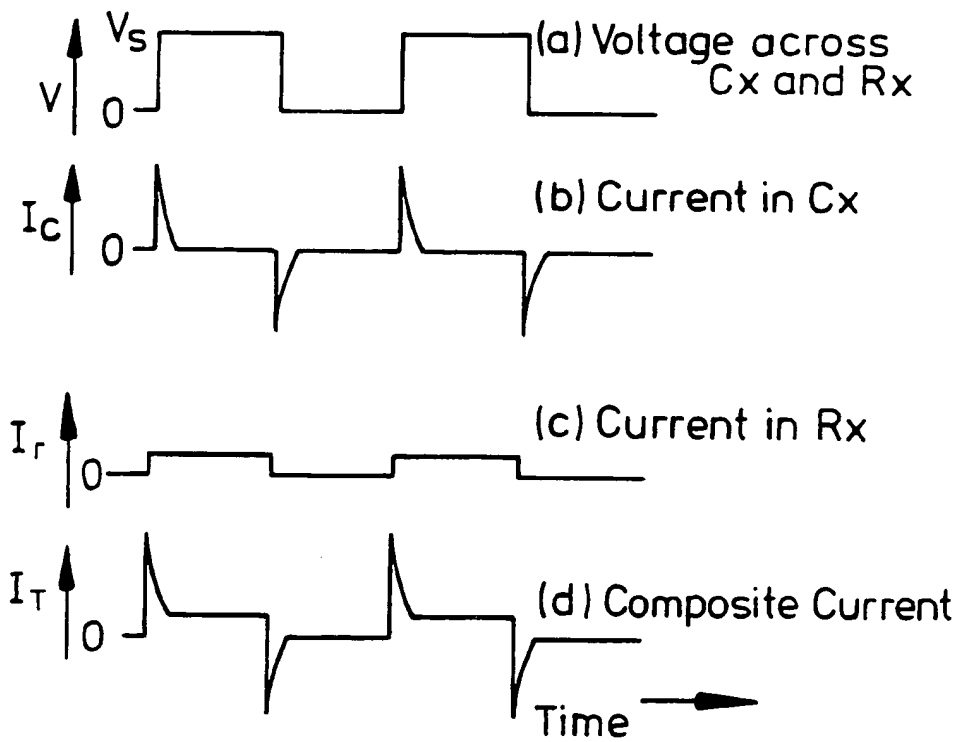 Vs
V
0
(a) Voltage across
Cx and Rx
Ic
0
(b) Current in Cx
Ir
0
(c) Current in Rx
IT
0
(d) Composite Current
Time